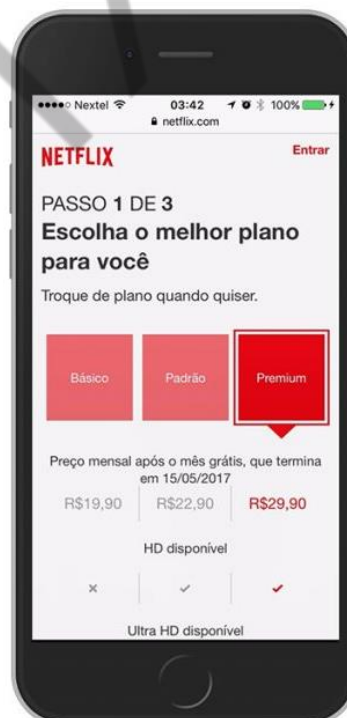 Nextel 03:42 100%
netflix.com
NETFLIX Entrar
PASSO 1 DE 3
Escolha o melhor plano
para você
Troque de plano quando quiser.
Básico Padrão Premium
Preço mensal após o mês grátis, que termina
em 15/05/2017
R$19,90 R$22,90 R$29,90
HD disponível
Ultra HD disponível